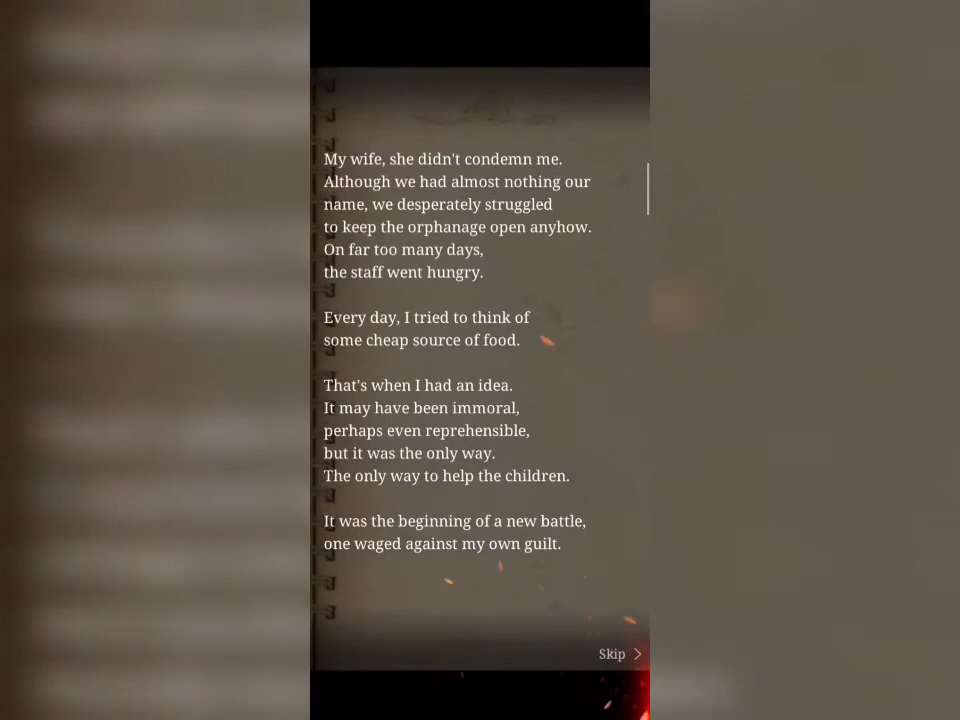 My wife, she didn't condemn me.
Although we had almost nothing our
name, we desperately struggled
to keep the orphanage open anyhow.
On far too many days,
the staff went hungry.
Every day, I tried to think of
some cheap source of food.
That's when I had an idea.
It may have been immoral,
perhaps even reprehensible,
but it was the only way.
The only way to help the children.
It was the beginning of a new battle,
one waged against my own guilt.
Skip >